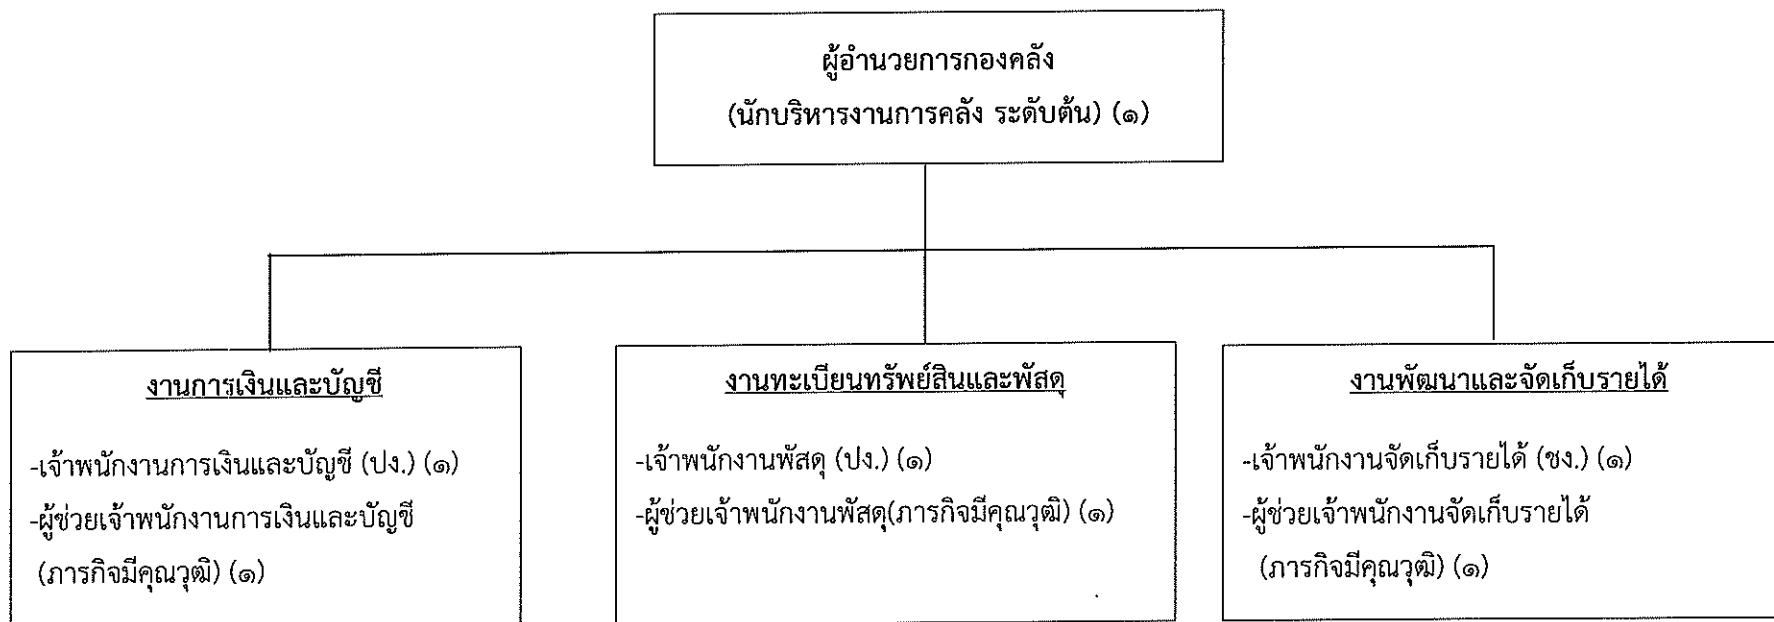 ผู้อำนวยการกองคลัง
(นักบริหารงานการคลัง ระดับต้น) (๑)
งานการเงินและบัญชี
-เจ้าพนักงานการเงินและบัญชี (ปง.) (๑)
-ผู้ช่วยเจ้าพนักงานการเงินและบัญชี
(ภารกิจมีคุณวุฒิ) (๑)
งานทะเบียนทรัพย์สินและพัสดุ
-เจ้าพนักงานพัสดุ (ปง.) (๑)
-ผู้ช่วยเจ้าพนักงานพัสดุ(ภารกิจมีคุณวุฒิ) (๑)
งานพัฒนาและจัดเก็บรายได้
-เจ้าพนักงานจัดเก็บรายได้ (ชง.) (๑)
-ผู้ช่วยเจ้าพนักงานจัดเก็บรายได้
(ภารกิจมีคุณวุฒิ) (๑)